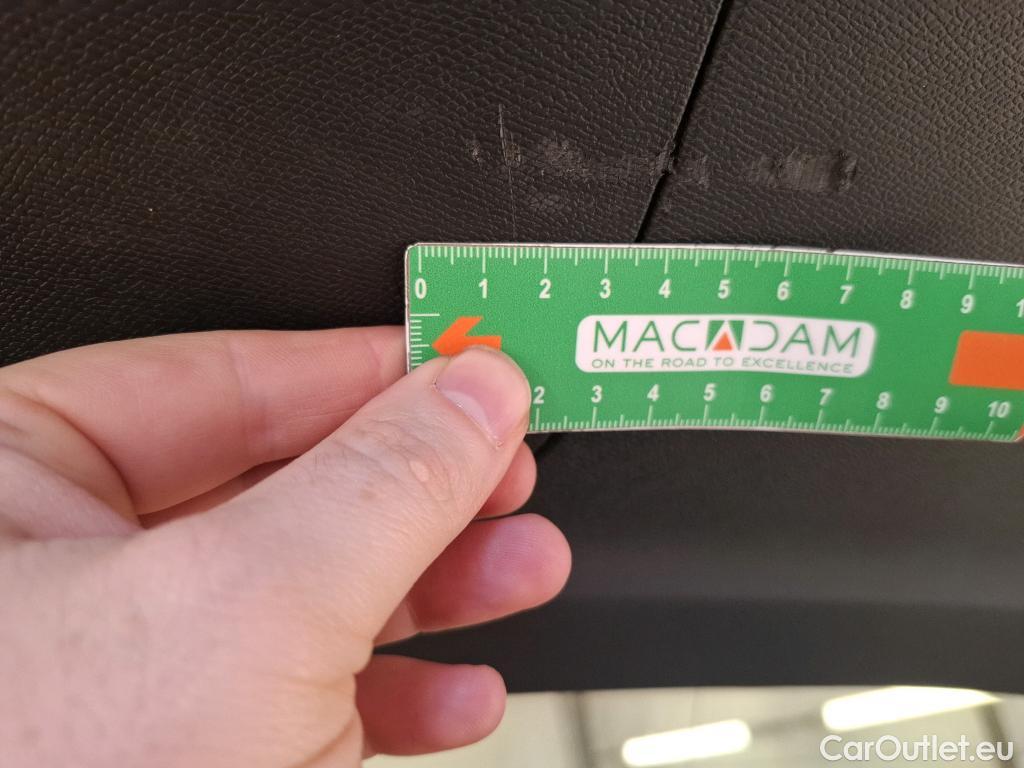 0 1 2 3 4 5 6 7 8 9 1
MACADAM
ON THE ROAD TO EXCELLENCE
2 3 4 5 6 7 8 9 10
CarOutlet.eu